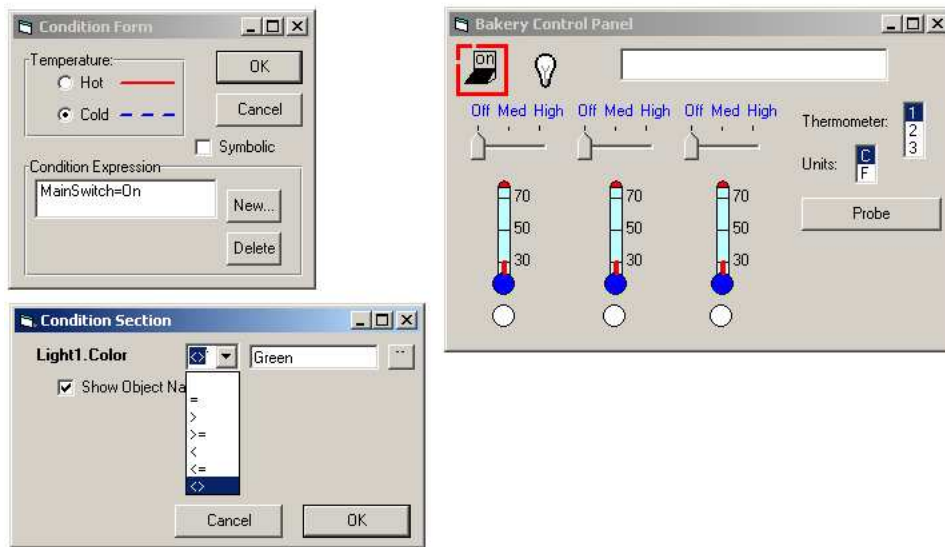 Condition Form
Temperature:
Hot
Cold
OK
Cancel
Symbolic
Condition Expression
MainSwitch=On
New...
Delete
Bakery Control Panel
on
Off Med High Off Med High Off Med High
Thermometer: 1
2
3
Units: C
F
Probe
70 70 70
50 50 50
30 30 30
Condition Section
Light1.Color <> Green ..
Show Object Na
=
>
>=
<
<=
<>
Cancel OK